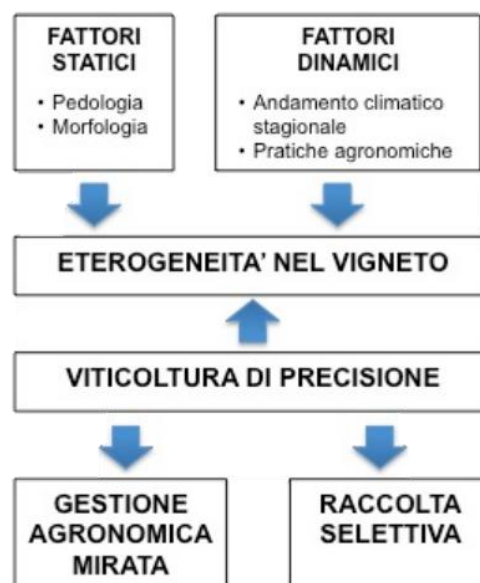 FATTORI
STATICI
• Pedologia
• Morfologia
FATTORI
DINAMICI
• Andamento climatico
stagionale
• Pratiche agronomiche
ETEROGENEITA' NEL VIGNETO
VITICOLTURA DI PRECISIONE
GESTIONE
AGRONOMICA
MIRATA
RACCOLTA
SELETTIVA